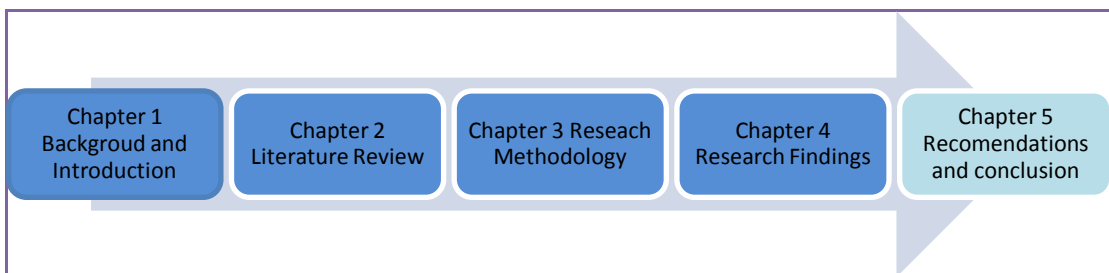 Chapter 1
Backgroud and
Introduction
Chapter 2
Literature Review
Chapter 3 Reseach
Methodology
Chapter 4
Research Findings
Chapter 5
Recomendations
and conclusion